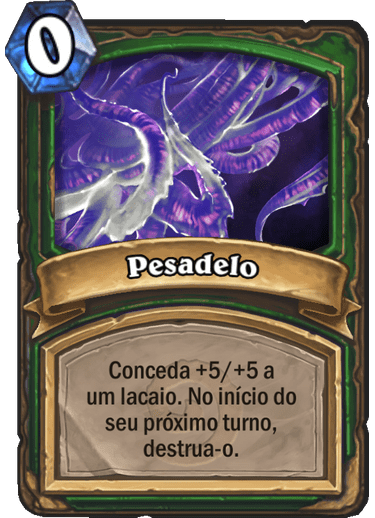 0
Pesadelo
Conceda +5/+5 a
um lacaio. No início do
seu próximo turno,
destrua-o.